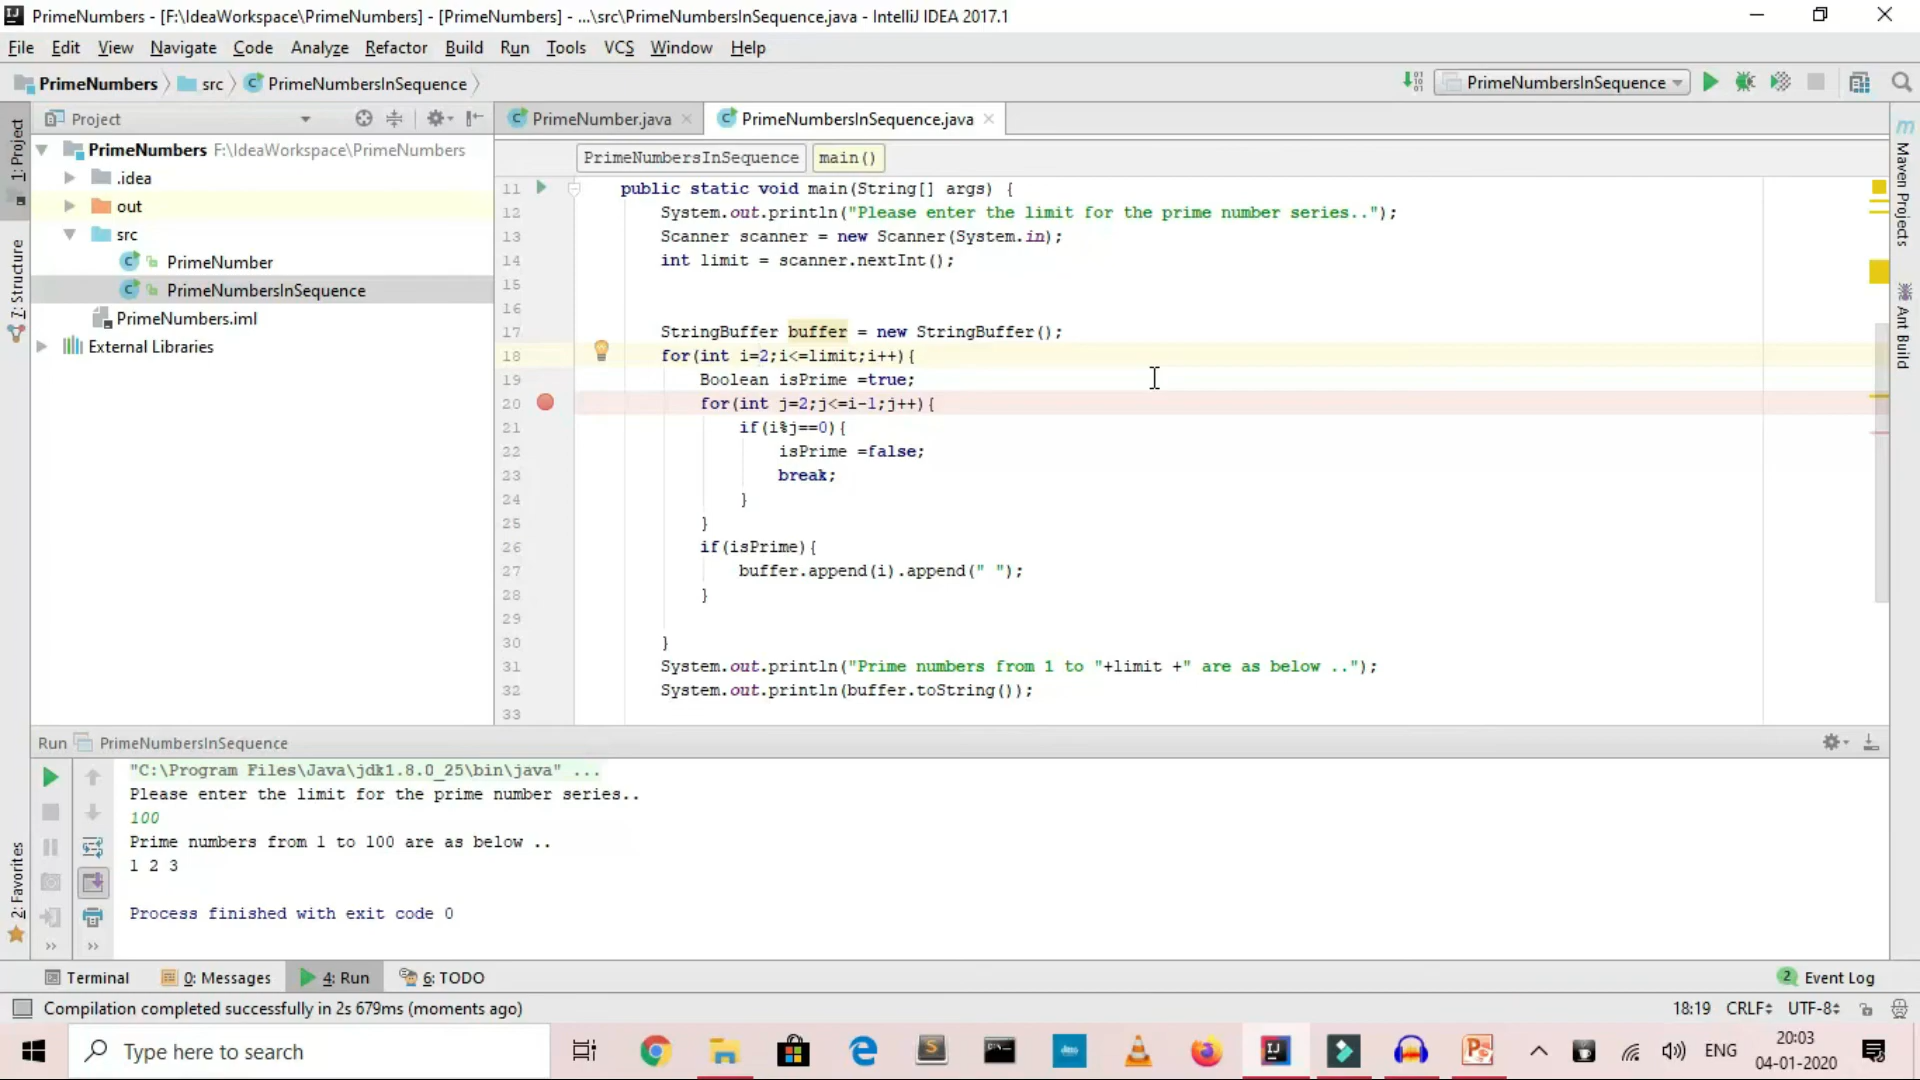 PrimeNumbers - [F:\IdeaWorkspace\PrimeNumbers] - [PrimeNumbers] - ...\src\PrimeNumbersInSequence.java - IntelliJ IDEA 2017.1
File Edit View Navigate Code Analyze Refactor Build Run Tools VCS Window Help
PrimeNumbers src PrimeNumbersInSequence
PrimeNumbersInSequence
Project
PrimeNumber.java PrimeNumbersInSequence.java
1: Project
7: Structure
2: Favorites
Maven Projects
Ant Build
PrimeNumbers F:\IdeaWorkspace\PrimeNumbers
.idea
out
src
PrimeNumber
PrimeNumbersInSequence
PrimeNumbers.iml
External Libraries
PrimeNumbersInSequence main()
11 public static void main(String[] args) {
12 System.out.println("Please enter the limit for the prime number series..");
13 Scanner scanner = new Scanner(System.in);
14 int limit = scanner.nextInt();
15
16
17 StringBuffer buffer = new StringBuffer();
18 for(int i=2;i<=limit;i++){
19 Boolean isPrime =true;
20 for(int j=2;j<=i-1;j++){
21 if(i%j==0){
22 isPrime =false;
23 break;
24 }
25 }
26 if(isPrime){
27 buffer.append(i).append(" ");
28 }
29
30 }
31 System.out.println("Prime numbers from 1 to "+limit +" are as below ..");
32 System.out.println(buffer.toString());
33
Run PrimeNumbersInSequence
"C:\Program Files\Java\jdk1.8.0_25\bin\java" ...
Please enter the limit for the prime number series..
100
Prime numbers from 1 to 100 are as below ..
1 2 3
Process finished with exit code 0
Terminal 0: Messages 4: Run 6: TODO 2 Event Log
Compilation completed successfully in 2s 679ms (moments ago) 18:19 CRLF UTF-8
Type here to search
ENG
20:03
04-01-2020